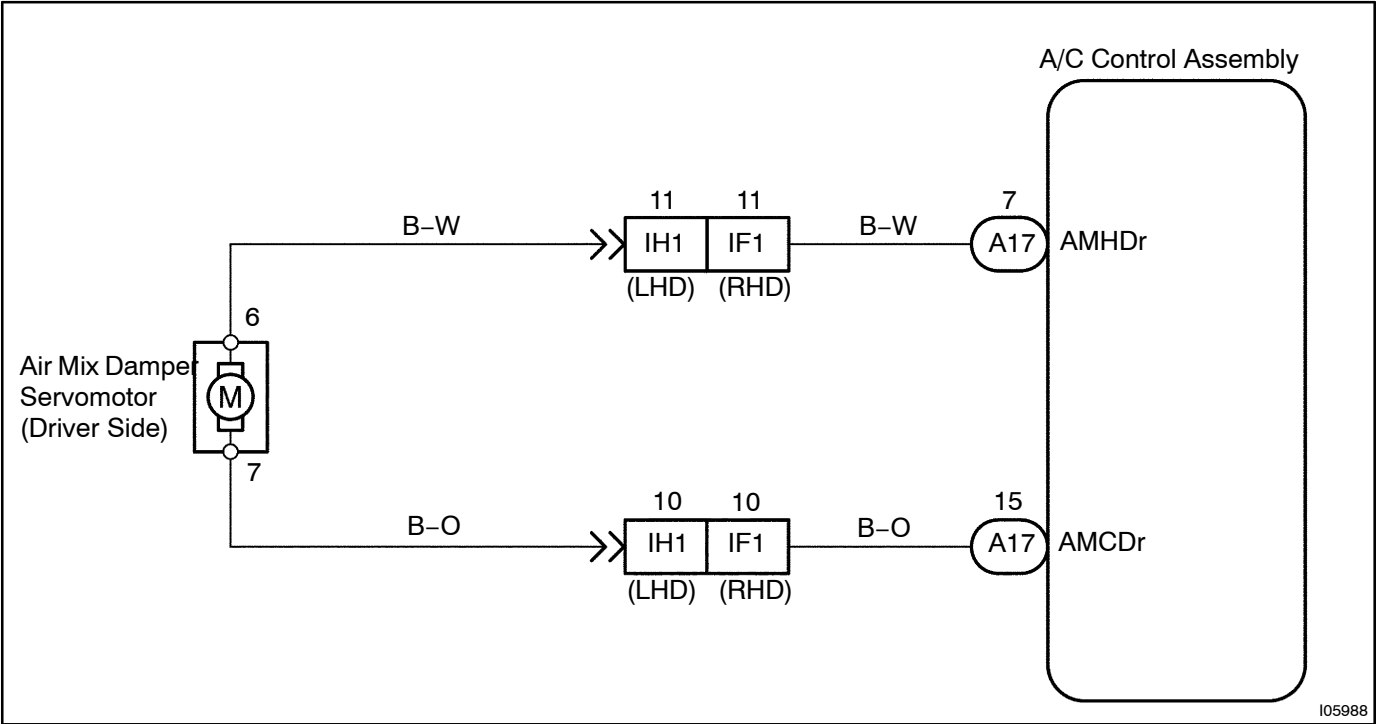 A/C Control Assembly
11 11 7
B–W IH1 IF1 B–W A17 AMHDr
(LHD) (RHD)
6
Air Mix Damper
Servomotor
(Driver Side)
M
7
10 10 15
B–O IH1 IF1 B–O A17 AMCDr
(LHD) (RHD)
I05988